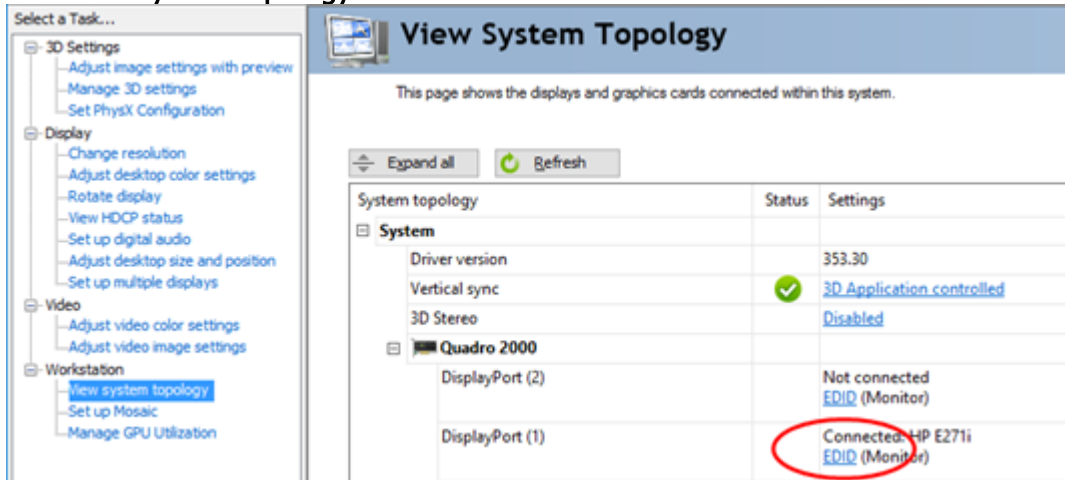 Select a Task...
3D Settings
Adjust image settings with preview
Manage 3D settings
Set PhysX Configuration
Display
Change resolution
Adjust desktop color settings
Rotate display
View HDCP status
Set up digital audio
Adjust desktop size and position
Set up multiple displays
Video
Adjust video color settings
Adjust video image settings
Workstation
View system topology
Set up Mosaic
Manage GPU Utilization
View System Topology
This page shows the displays and graphics cards connected within this system.
Expand all Refresh
System topology Status Settings
System
Driver version 353.30
Vertical sync 3D Application controlled
3D Stereo Disabled
Quadro 2000
DisplayPort (2) Not connected
EDID (Monitor)
DisplayPort (1) Connected: HP E271i
EDID (Monitor)